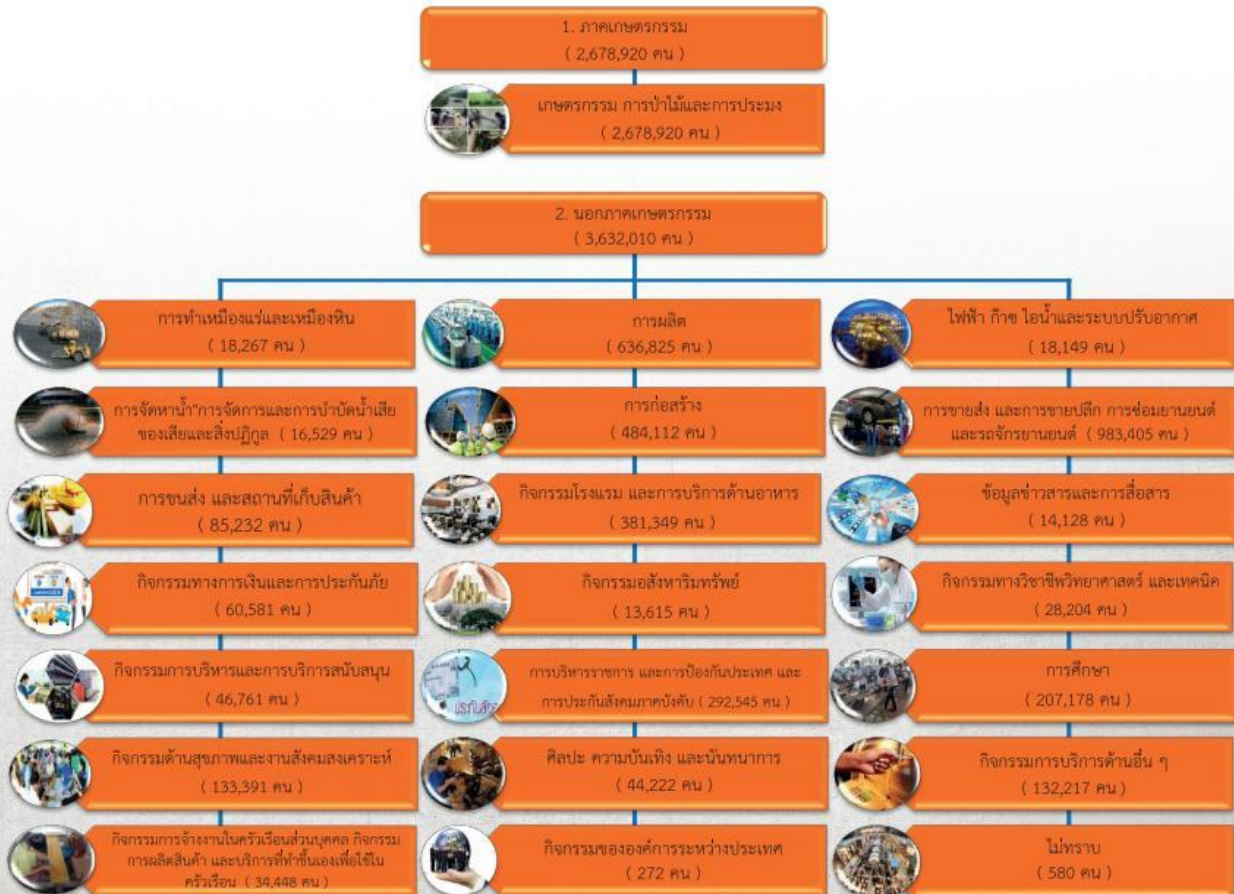 1. ภาคเกษตรกรรม
( 2,678,920 คน )
เกษตรกรรม การป่าไม้และการประมง
( 2,678,920 คน )
2. นอกภาคเกษตรกรรม
( 3,632,010 คน )
การทำเหมืองแร่และเหมืองหิน
( 18,267 คน )
การผลิต
( 636,825 คน )
ไฟฟ้า ก๊าซ ไอน้ำและระบบปรับอากาศ
( 18,149 คน )
การจัดหาน้ำ"การจัดการและการบำบัดน้ำเสีย
ของเสียและสิ่งปฏิกูล ( 16,529 คน )
การก่อสร้าง
( 484,112 คน )
การขายส่ง และการขายปลีก การซ่อมยานยนต์
และรถจักรยานยนต์ ( 983,405 คน )
การขนส่ง และสถานที่เก็บสินค้า
( 85,232 คน )
กิจกรรมโรงแรม และการบริการด้านอาหาร
( 381,349 คน )
ข้อมูลข่าวสารและการสื่อสาร
( 14,128 คน )
กิจกรรมทางการเงินและการประกันภัย
( 60,581 คน )
กิจกรรมอสังหาริมทรัพย์
( 13,615 คน )
กิจกรรมทางวิชาชีพวิทยาศาสตร์ และเทคนิค
( 28,204 คน )
กิจกรรมการบริหารและการบริการสนับสนุน
( 46,761 คน )
การบริหารราชการ และการป้องกันประเทศ และ
การประกันสังคมภาคบังคับ ( 292,545 คน )
การศึกษา
( 207,178 คน )
กิจกรรมด้านสุขภาพและงานสังคมสงเคราะห์
( 133,391 คน )
ศิลปะ ความบันเทิง และนันทนาการ
( 44,222 คน )
กิจกรรมการบริการด้านอื่น ๆ
( 132,217 คน )
กิจกรรมการจ้างงานในครัวเรือนส่วนบุคคล กิจกรรม
การผลิตสินค้า และบริการที่ทำขึ้นเองเพื่อใช้ใน
ครัวเรือน ( 34,448 คน )
กิจกรรมขององค์การระหว่างประเทศ
( 272 คน )
ไม่ทราบ
( 580 คน )